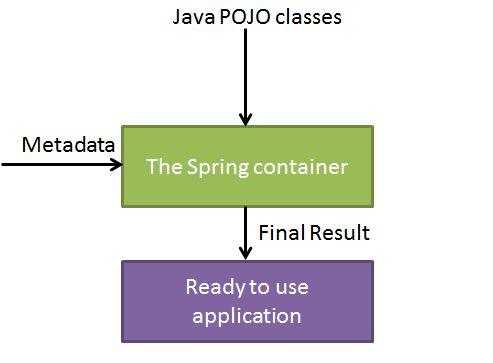 Java POJO classes
Metadata
The Spring container
Final Result
Ready to use
application